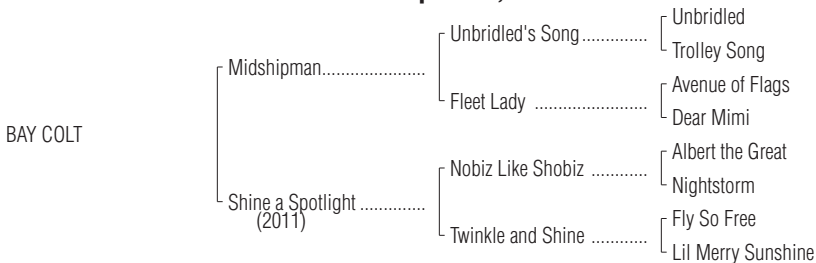 Unbridled
Unbridled's Song..............
Trolley Song
Midshipman......................
Avenue of Flags
Fleet Lady ........................
Dear Mimi
BAY COLT
Albert the Great
Nobiz Like Shobiz ............
Nightstorm
Shine a Spotlight ..............
(2011)
Fly So Free
Twinkle and Shine ............
Lil Merry Sunshine